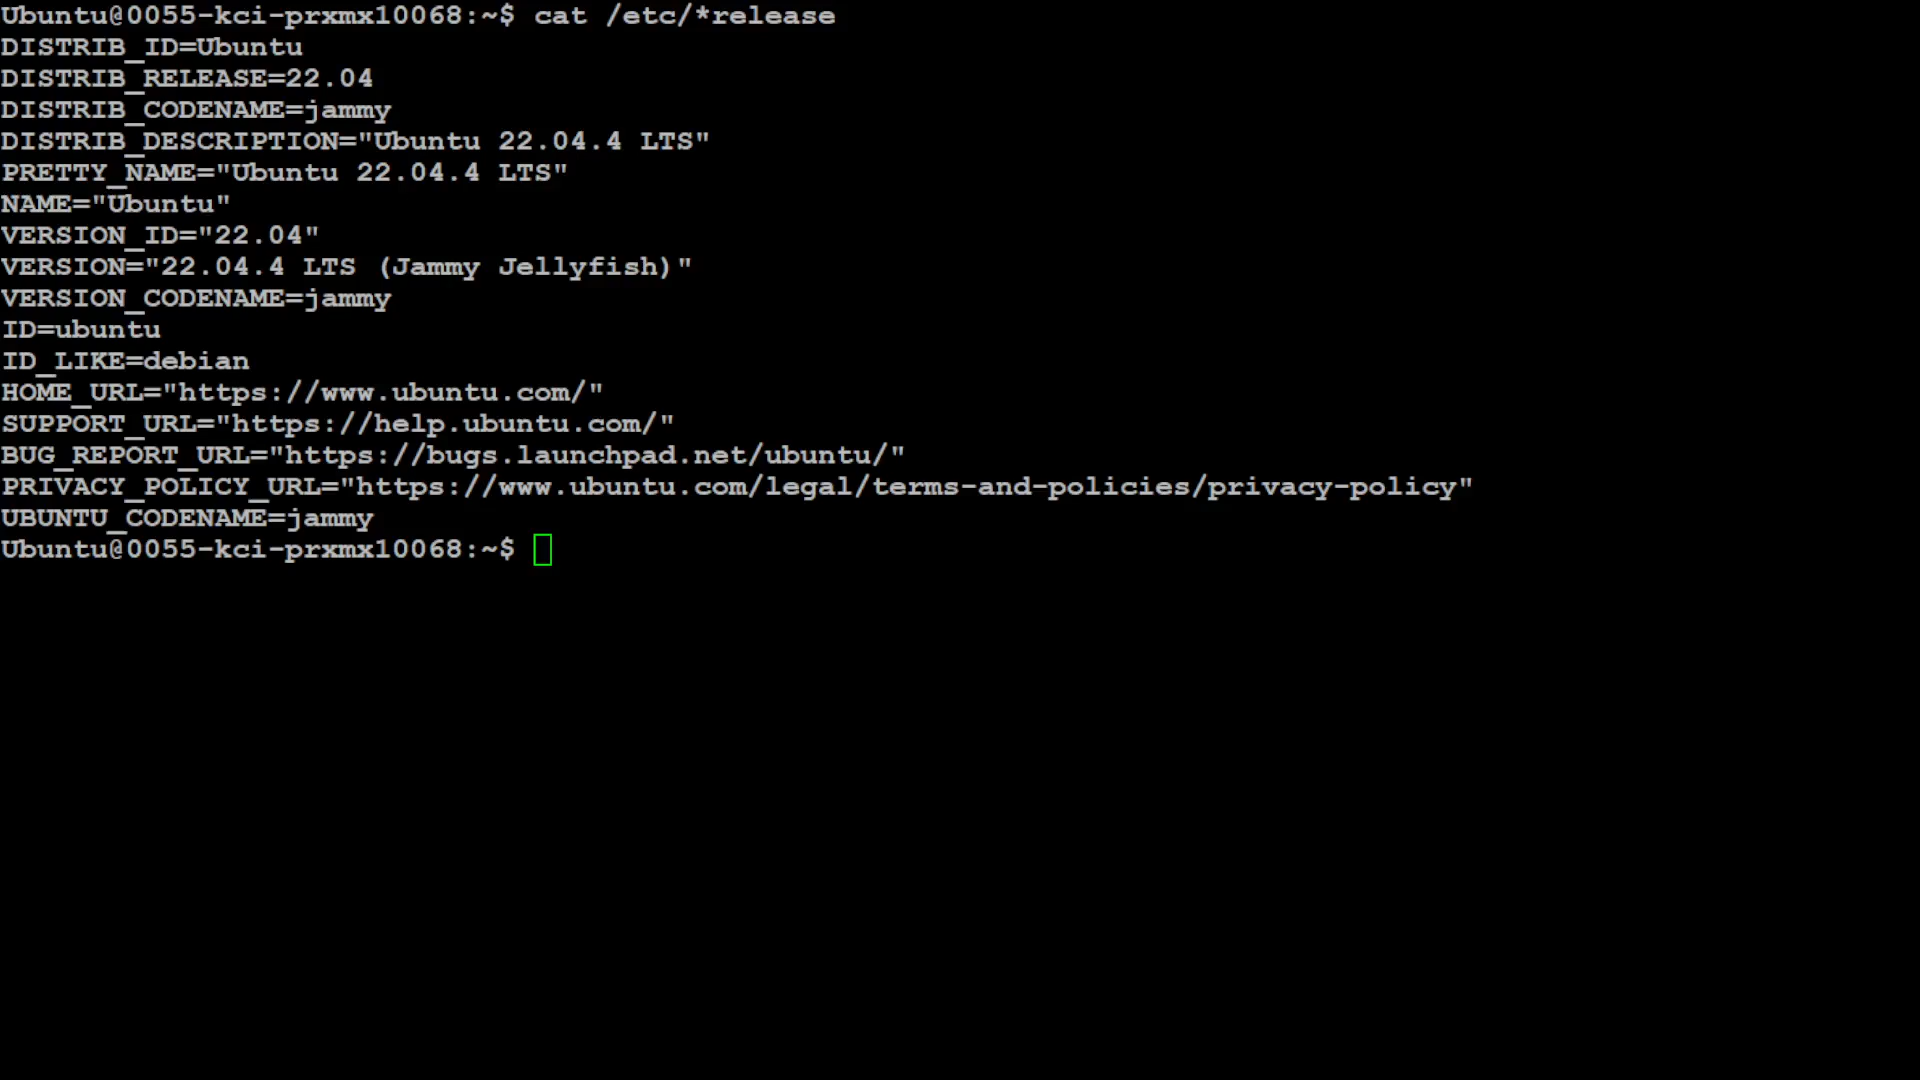 Ubuntu@0055-kci-prxmx10068:~$ cat /etc/*release
DISTRIB_ID=Ubuntu
DISTRIB_RELEASE=22.04
DISTRIB_CODENAME=jammy
DISTRIB_DESCRIPTION="Ubuntu 22.04.4 LTS"
PRETTY_NAME="Ubuntu 22.04.4 LTS"
NAME="Ubuntu"
VERSION_ID="22.04"
VERSION="22.04.4 LTS (Jammy Jellyfish)"
VERSION_CODENAME=jammy
ID=ubuntu
ID_LIKE=debian
HOME_URL="https://www.ubuntu.com/"
SUPPORT_URL="https://help.ubuntu.com/"
BUG_REPORT_URL="https://bugs.launchpad.net/ubuntu/"
PRIVACY_POLICY_URL="https://www.ubuntu.com/legal/terms-and-policies/privacy-policy"
UBUNTU_CODENAME=jammy
Ubuntu@0055-kci-prxmx10068:~$